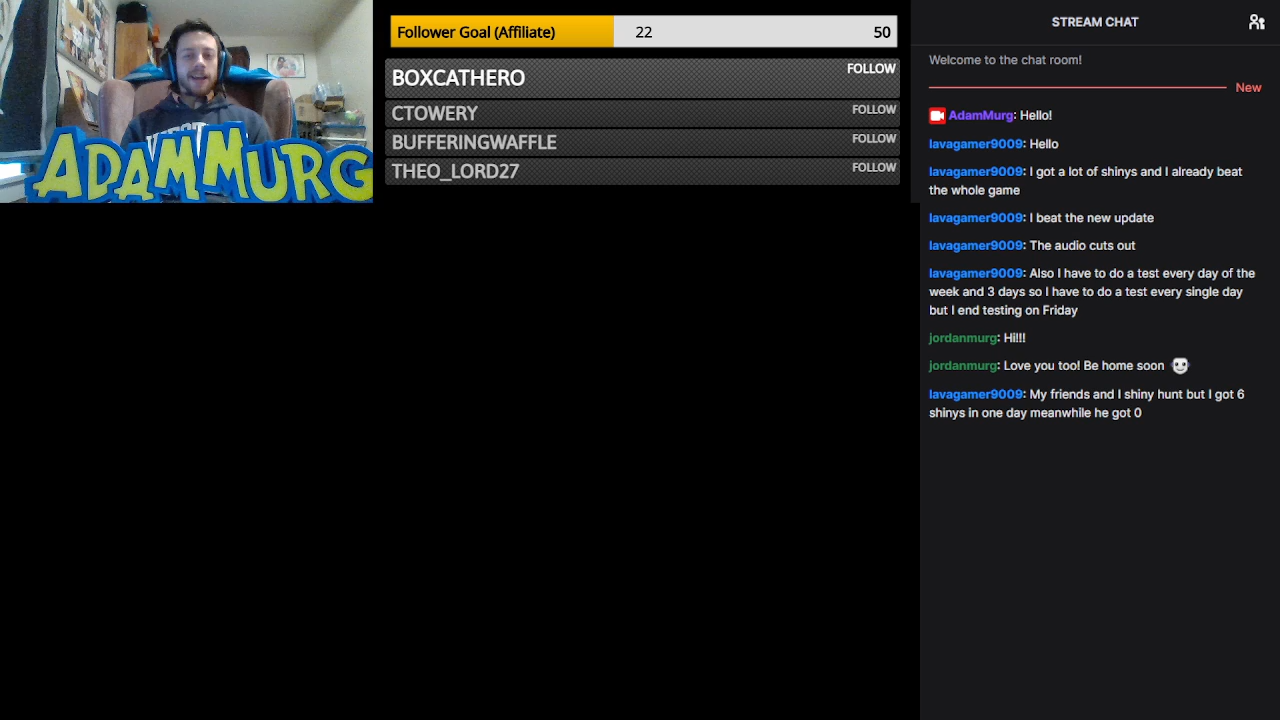 ADAMMURG
Follower Goal (Affiliate) 22 50
BOXCATHERO FOLLOW
CTOWERY FOLLOW
BUFFERINGWAFFLE FOLLOW
THEO_LORD27 FOLLOW
STREAM CHAT
Welcome to the chat room!
New
AdamMurg: Hello!
lavagamer9009: Hello
lavagamer9009: I got a lot of shinys and I already beat
the whole game
lavagamer9009: I beat the new update
lavagamer9009: The audio cuts out
lavagamer9009: Also I have to do a test every day of the
week and 3 days so I have to do a test every single day
but I end testing on Friday
jordanmurg: Hi!!!
jordanmurg: Love you too! Be home soon
lavagamer9009: My friends and I shiny hunt but I got 6
shinys in one day meanwhile he got 0